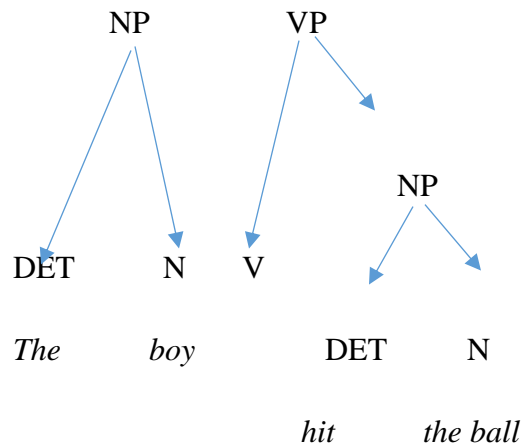 NP VP
NP
DET N V
The boy DET N
hit the ball